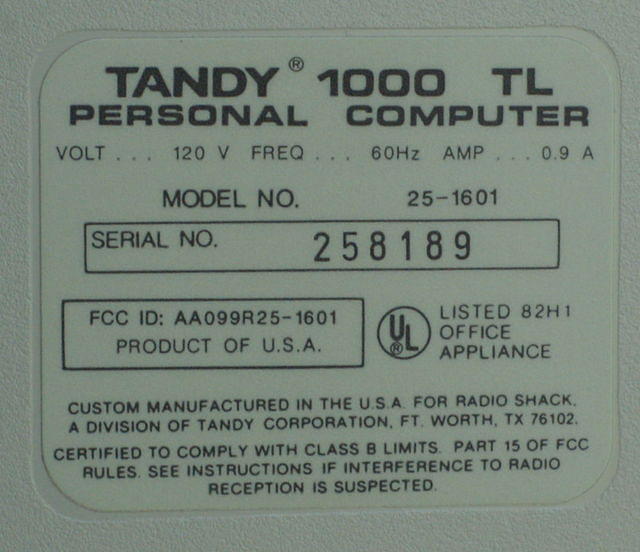 TANDY® 1000 TL
PERSONAL COMPUTER
VOLT . . . 120 V FREQ . . . 60Hz AMP . . . 0.9 A
MODEL NO. 25-1601
SERIAL NO. 258189
FCC ID: AAO99R25-1601
PRODUCT OF U.S.A.
UL® LISTED 82H1
OFFICE
APPLIANCE
CUSTOM MANUFACTURED IN THE U.S.A. FOR RADIO SHACK,
A DIVISION OF TANDY CORPORATION, FT. WORTH, TX 76102.
CERTIFIED TO COMPLY WITH CLASS B LIMITS. PART 15 OF FCC
RULES. SEE INSTRUCTIONS IF INTERFERENCE TO RADIO
RECEPTION IS SUSPECTED.